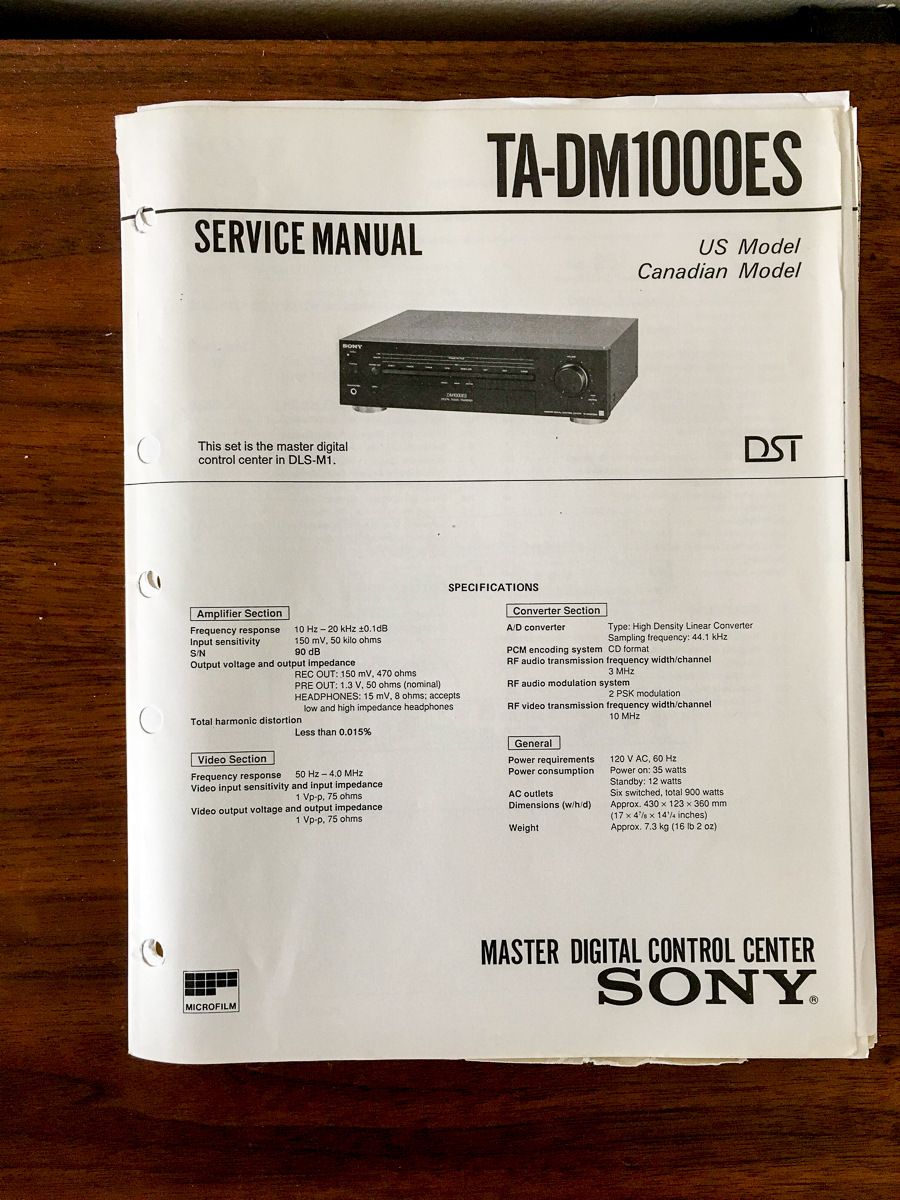 TA-DM1000ES
SERVICE MANUAL
US Model
Canadian Model
SONY
DM1000ES
This set is the master digital
control center in DLS-M1.
DST
SPECIFICATIONS
Amplifier Section
Frequency response 10 Hz – 20 kHz ±0.1dB
Input sensitivity 150 mV, 50 kilo ohms
S/N 90 dB
Output voltage and output impedance
REC OUT: 150 mV, 470 ohms
PRE OUT: 1.3 V, 50 ohms (nominal)
HEADPHONES: 15 mV, 8 ohms; accepts
low and high impedance headphones
Total harmonic distortion
Less than 0.015%
Video Section
Frequency response 50 Hz – 4.0 MHz
Video input sensitivity and input impedance
1 Vp-p, 75 ohms
Video output voltage and output impedance
1 Vp-p, 75 ohms
Converter Section
A/D converter Type: High Density Linear Converter
Sampling frequency: 44.1 kHz
PCM encoding system CD format
RF audio transmission frequency width/channel
3 MHz
RF audio modulation system
2 PSK modulation
RF video transmission frequency width/channel
10 MHz
General
Power requirements 120 V AC, 60 Hz
Power consumption Power on: 35 watts
Standby: 12 watts
AC outlets Six switched, total 900 watts
Dimensions (w/h/d) Approx. 430 × 123 × 360 mm
(17 × 4⁷/₈ × 14¹/₄ inches)
Weight Approx. 7.3 kg (16 lb 2 oz)
MASTER DIGITAL CONTROL CENTER
SONY®
MICROFILM